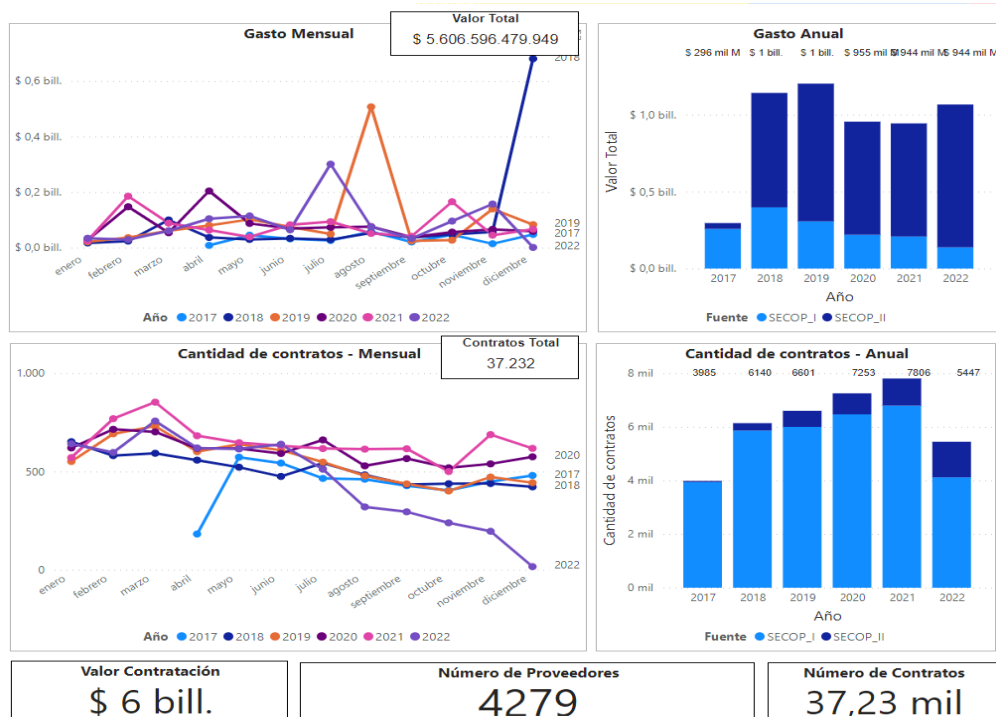 Gasto Mensual
Valor Total
$ 5.606.596.479.949
$ 0,6 bill.
$ 0,4 bill.
$ 0,2 bill.
$ 0,0 bill.
2018
2019
2017
2022
enero
febrero
marzo
abril
mayo
junio
julio
agosto
septiembre
octubre
noviembre
diciembre
Año 2017 2018 2019 2020 2021 2022
Gasto Anual
$ 296 mil M $ 1 bill. $ 1 bill. $ 955 mil M $ 944 mil M $ 944 mil M
Valor Total
$ 1,0 bill.
$ 0,5 bill.
$ 0,0 bill.
2017 2018 2019 2020 2021 2022
Año
Fuente SECOP_I SECOP_II
Cantidad de contratos - Mensual
Contratos Total
37.232
1.000
500
0
2020
2017
2018
2022
enero
febrero
marzo
abril
mayo
junio
julio
agosto
septiembre
octubre
noviembre
diciembre
Año 2017 2018 2019 2020 2021 2022
Cantidad de contratos - Anual
3985 6140 6601 7253 7806 5447
Cantidad de contratos
8 mil
6 mil
4 mil
2 mil
0 mil
2017 2018 2019 2020 2021 2022
Año
Fuente SECOP_I SECOP_II
Valor Contratación
$ 6 bill.
Número de Proveedores
4279
Número de Contratos
37,23 mil